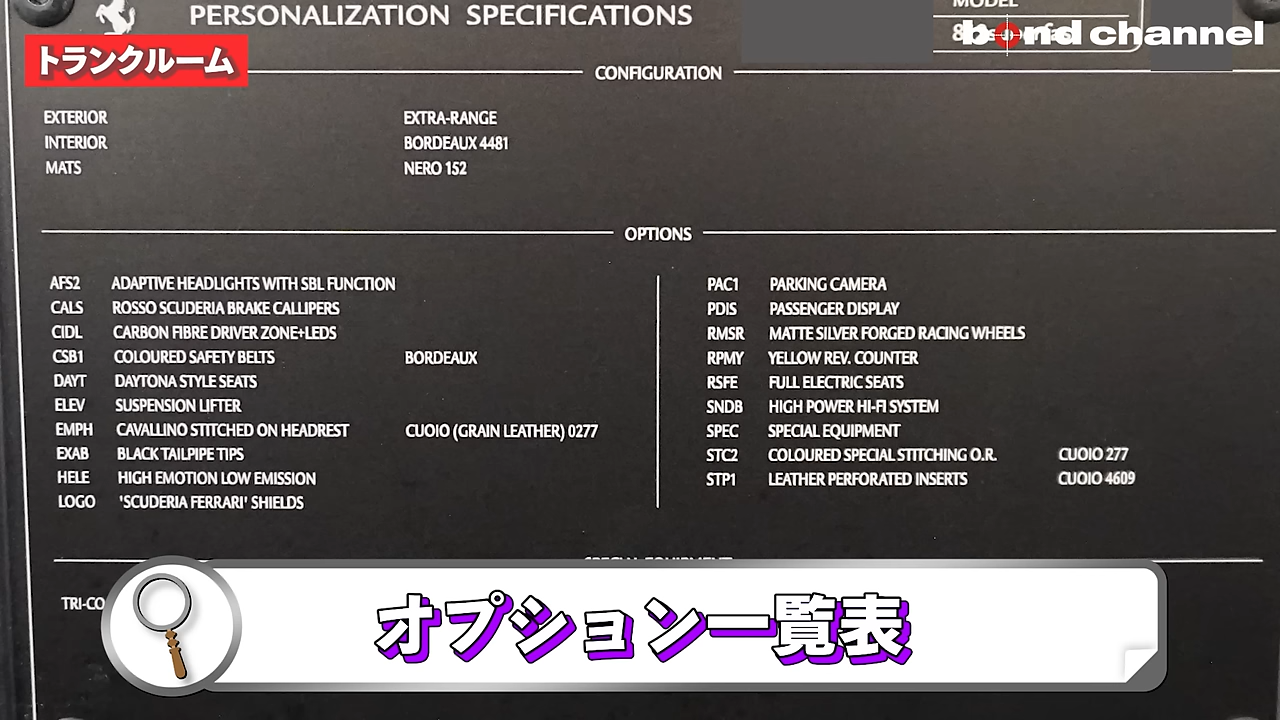 PERSONALIZATION SPECIFICATIONS
MODEL
bond channel
トランクルーム
CONFIGURATION
EXTERIOR EXTRA-RANGE
INTERIOR BORDEAUX 4481
MATS NERO 152
OPTIONS
AFS2 ADAPTIVE HEADLIGHTS WITH SBL FUNCTION
CALS ROSSO SCUDERIA BRAKE CALLIPERS
CIDL CARBON FIBRE DRIVER ZONE+LEDS
CSB1 COLOURED SAFETY BELTS BORDEAUX
DAYT DAYTONA STYLE SEATS
ELEV SUSPENSION LIFTER
EMPH CAVALLINO STITCHED ON HEADREST CUOIO (GRAIN LEATHER) 0277
EXAB BLACK TAILPIPE TIPS
HELE HIGH EMOTION LOW EMISSION
LOGO 'SCUDERIA FERRARI' SHIELDS
PAC1 PARKING CAMERA
PDIS PASSENGER DISPLAY
RMSR MATTE SILVER FORGED RACING WHEELS
RPMY YELLOW REV. COUNTER
RSFE FULL ELECTRIC SEATS
SNDB HIGH POWER HI-FI SYSTEM
SPEC SPECIAL EQUIPMENT
STC2 COLOURED SPECIAL STITCHING O.R. CUOIO 277
STP1 LEATHER PERFORATED INSERTS CUOIO 4609
SPECIAL EQUIPMENT
TRI-CO
オプション一覧表